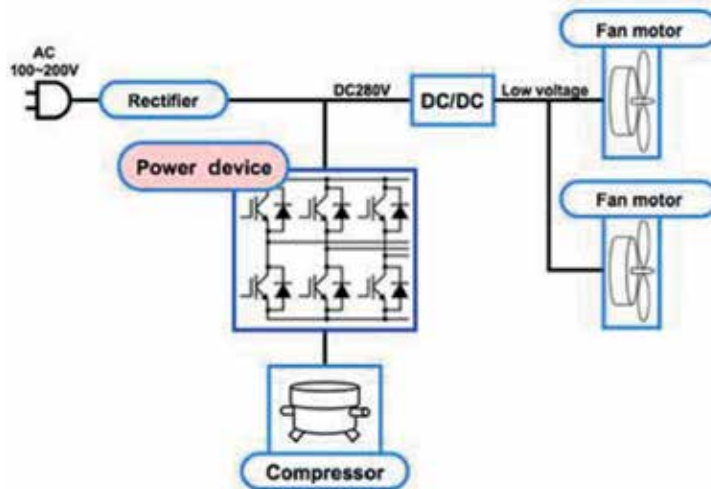 AC
100~200V
Rectifier
DC280V
DC/DC
Low voltage
Fan motor
Power device
Fan motor
Compressor